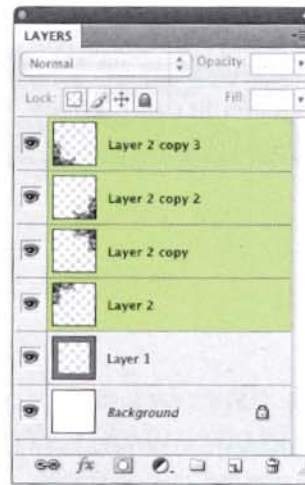 LAYERS
Normal Opacity:
Lock: Fill:
Layer 2 copy 3
Layer 2 copy 2
Layer 2 copy
Layer 2
Layer 1
Background
fx